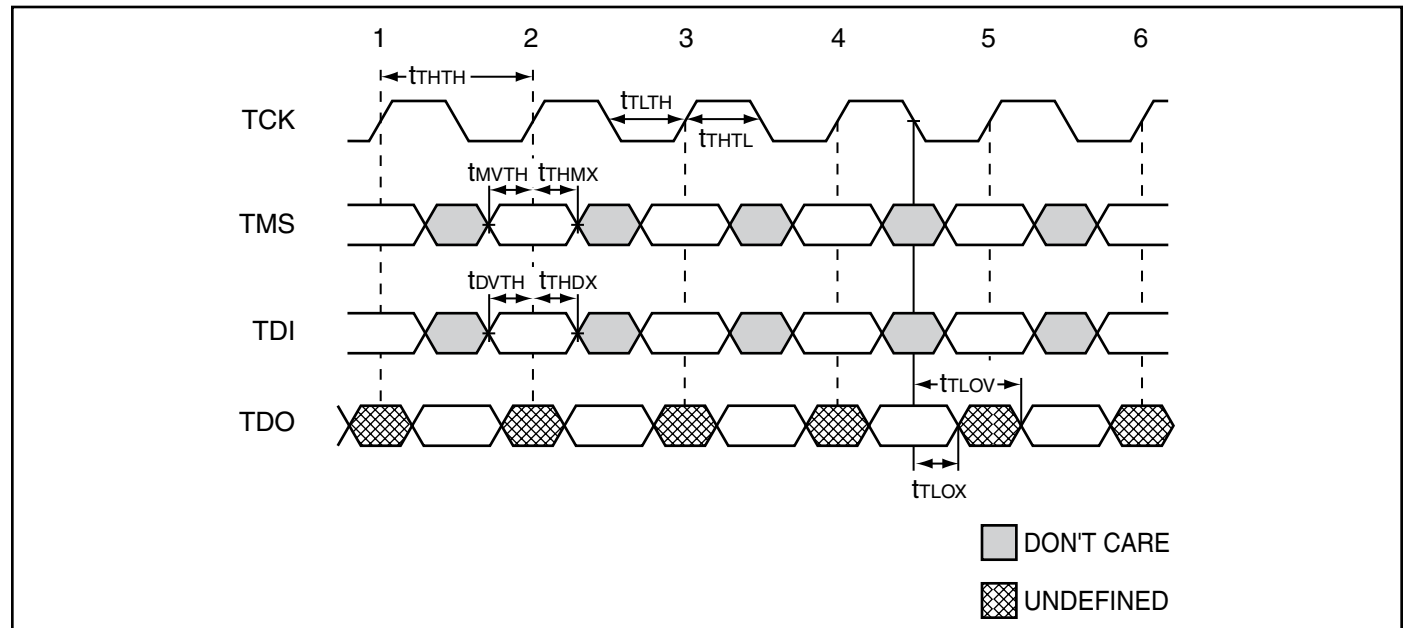 1 2 3 4 5 6
tTHTH
TCK
tTLTH
tTHTL
tMVTH tTHMX
TMS
tDVTH tTHDX
TDI
tTLOV
TDO
tTLOX
DON'T CARE
UNDEFINED